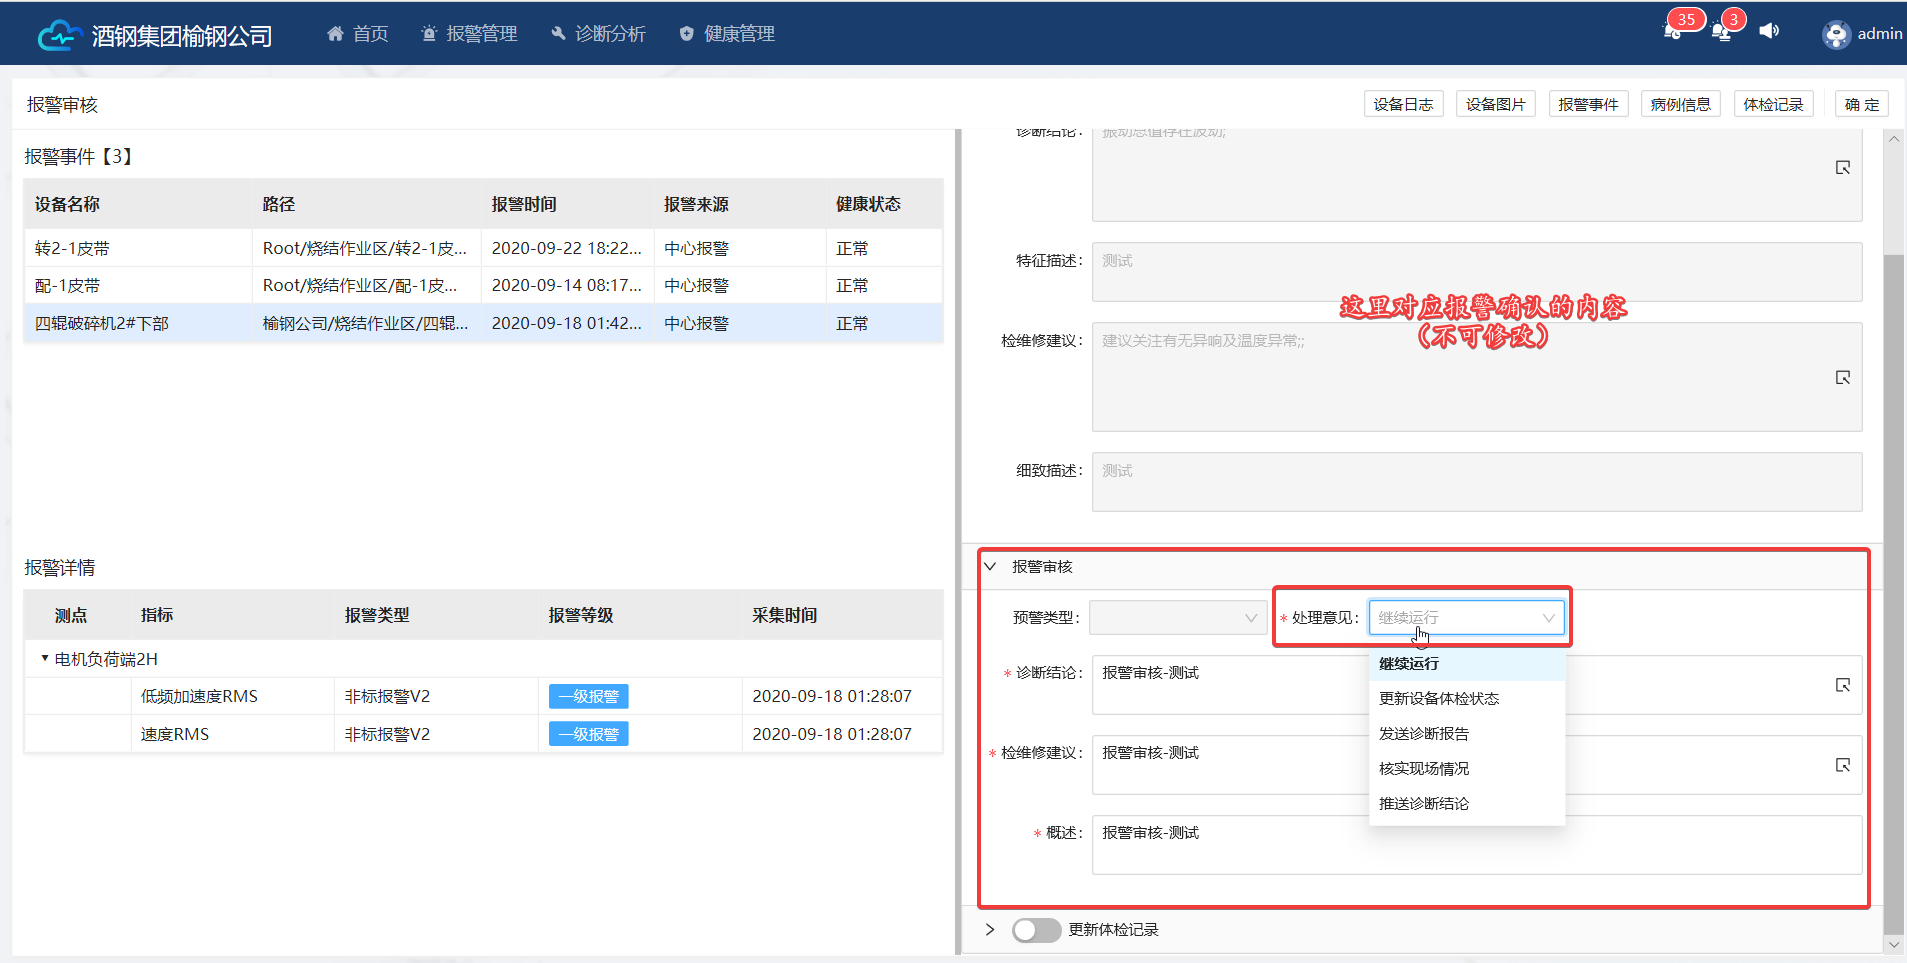 酒钢集团榆钢公司
首页
报警管理
诊断分析
健康管理
35
3
admin
报警审核
设备日志
设备图片
报警事件
病例信息
体检记录
确 定
报警事件【3】
设备名称 路径 报警时间 报警来源 健康状态
转2-1皮带 Root/烧结作业区/转2-1皮... 2020-09-22 18:22... 中心报警 正常
配-1皮带 Root/烧结作业区/配-1皮... 2020-09-14 08:17... 中心报警 正常
四辊破碎机2#下部 榆钢公司/烧结作业区/四辊... 2020-09-18 01:42... 中心报警 正常
报警详情
测点 指标 报警类型 报警等级 采集时间
电机负荷端2H
低频加速度RMS 非标报警V2 一级报警 2020-09-18 01:28:07
速度RMS 非标报警V2 一级报警 2020-09-18 01:28:07
诊断结论: 振动总值存在波动;
特征描述: 测试
这里对应报警确认的内容
（不可修改）
检维修建议: 建议关注有无异响及温度异常;;
细致描述: 测试
报警审核
预警类型:
* 处理意见: 继续运行
继续运行
更新设备体检状态
发送诊断报告
核实现场情况
推送诊断结论
* 诊断结论: 报警审核-测试
* 检维修建议: 报警审核-测试
* 概述: 报警审核-测试
更新体检记录